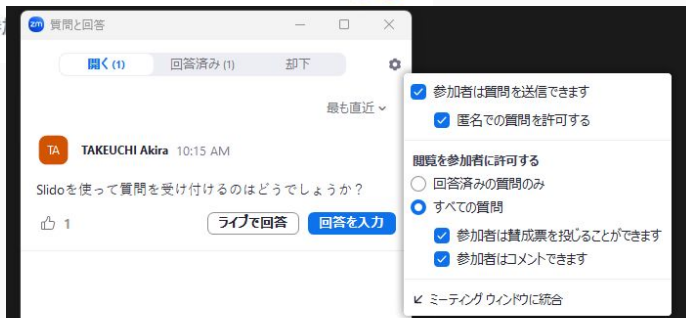 zm 質問と回答
開く (1) 回答済み (1) 却下
最も直近
TA TAKEUCHI Akira 10:15 AM
Slidoを使って質問を受け付けるのはどうでしょうか？
1 ライブで回答 回答を入力
参加者は質問を送信できます
匿名での質問を許可する
閲覧を参加者に許可する
回答済みの質問のみ
すべての質問
参加者は賛成票を投じることができます
参加者はコメントできます
ミーティング ウィンドウに統合